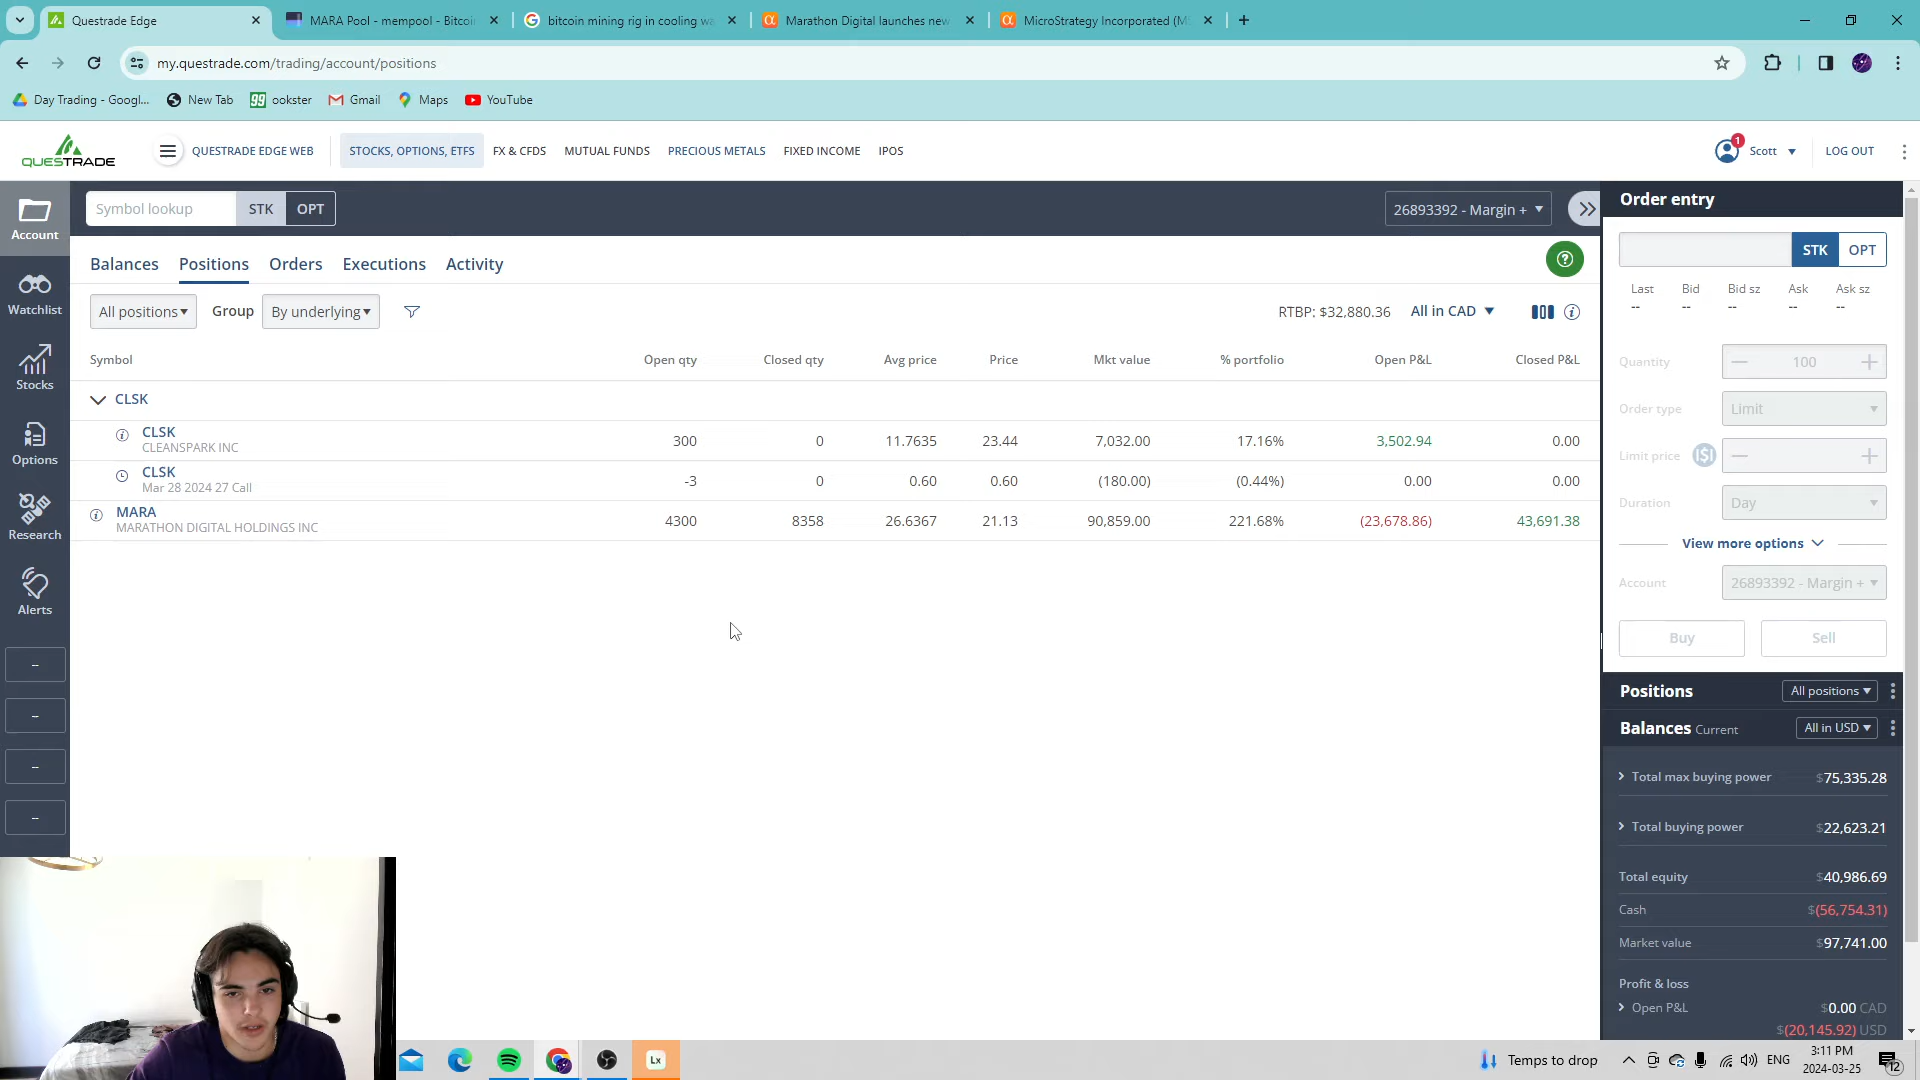 Questrade Edge
MARA Pool - mempool - Bitcoi
bitcoin mining rig in cooling wa
Marathon Digital launches new
MicroStrategy Incorporated (MS
my.questrade.com/trading/account/positions
Day Trading - Googl...
New Tab
ookster
Gmail
Maps
YouTube
QUESTRADE
QUESTRADE EDGE WEB
STOCKS, OPTIONS, ETFS
FX & CFDS
MUTUAL FUNDS
PRECIOUS METALS
FIXED INCOME
IPOS
1
Scott
LOG OUT
Account
Watchlist
Stocks
Options
Research
Alerts
Symbol lookup
STK
OPT
26893392 - Margin +
Balances
Positions
Orders
Executions
Activity
All positions
Group
By underlying
RTBP: $32,880.36
All in CAD
Symbol Open qty Closed qty Avg price Price Mkt value % portfolio Open P&L Closed P&L
CLSK
CLSK 300 0 11.7635 23.44 7,032.00 17.16% 3,502.94 0.00
CLEANSPARK INC
CLSK -3 0 0.60 0.60 (180.00) (0.44%) 0.00 0.00
Mar 28 2024 27 Call
MARA 4300 8358 26.6367 21.13 90,859.00 221.68% (23,678.86) 43,691.38
MARATHON DIGITAL HOLDINGS INC
Order entry
STK
OPT
Last Bid Bid sz Ask Ask sz
-- -- -- -- --
Quantity 100
Order type Limit
Limit price
Duration Day
View more options
Account 26893392 - Margin +
Buy
Sell
Positions
All positions
Balances Current
All in USD
Total max buying power $75,335.28
Total buying power $22,623.21
Total equity $40,986.69
Cash $(56,754.31)
Market value $97,741.00
Profit & loss
Open P&L $0.00 CAD
$(20,145.92) USD
Lx
Temps to drop
ENG
3:11 PM
2024-03-25
12